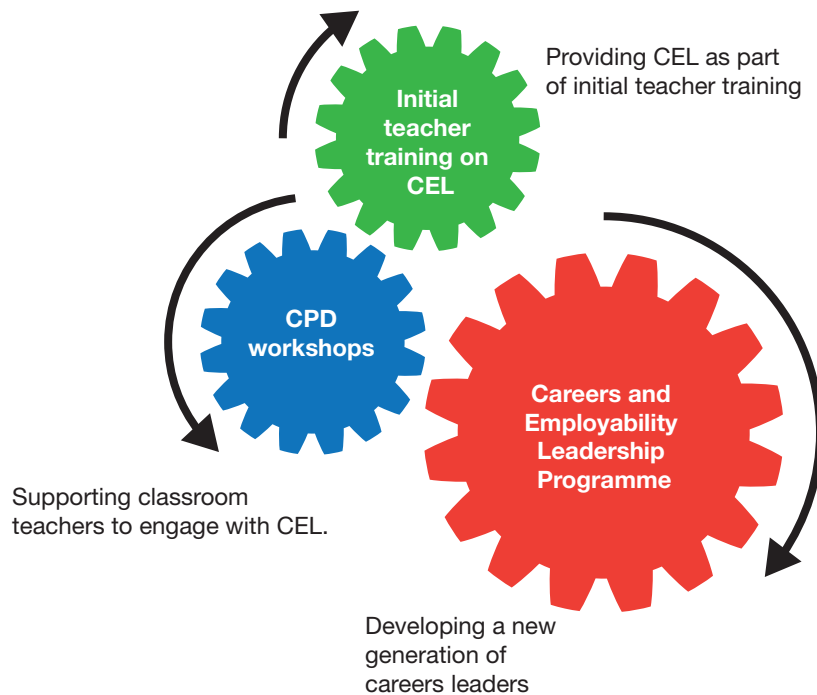 Initial
teacher
training on
CEL
Providing CEL as part
of initial teacher training
CPD
workshops
Supporting classroom
teachers to engage with CEL.
Careers and
Employability
Leadership
Programme
Developing a new
generation of
careers leaders